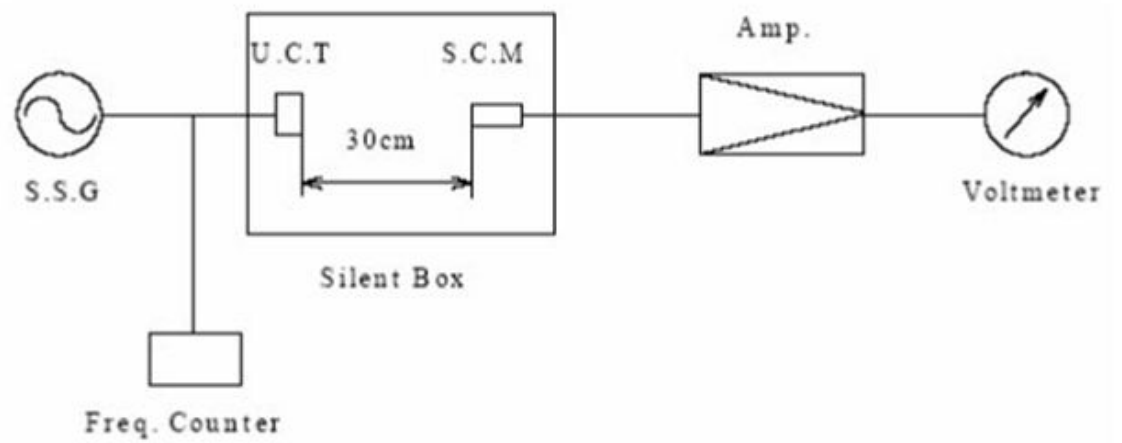 Amp.
U.C.T
S.C.M
30cm
S.S.G
Voltmeter
Silent Box
Freq. Counter